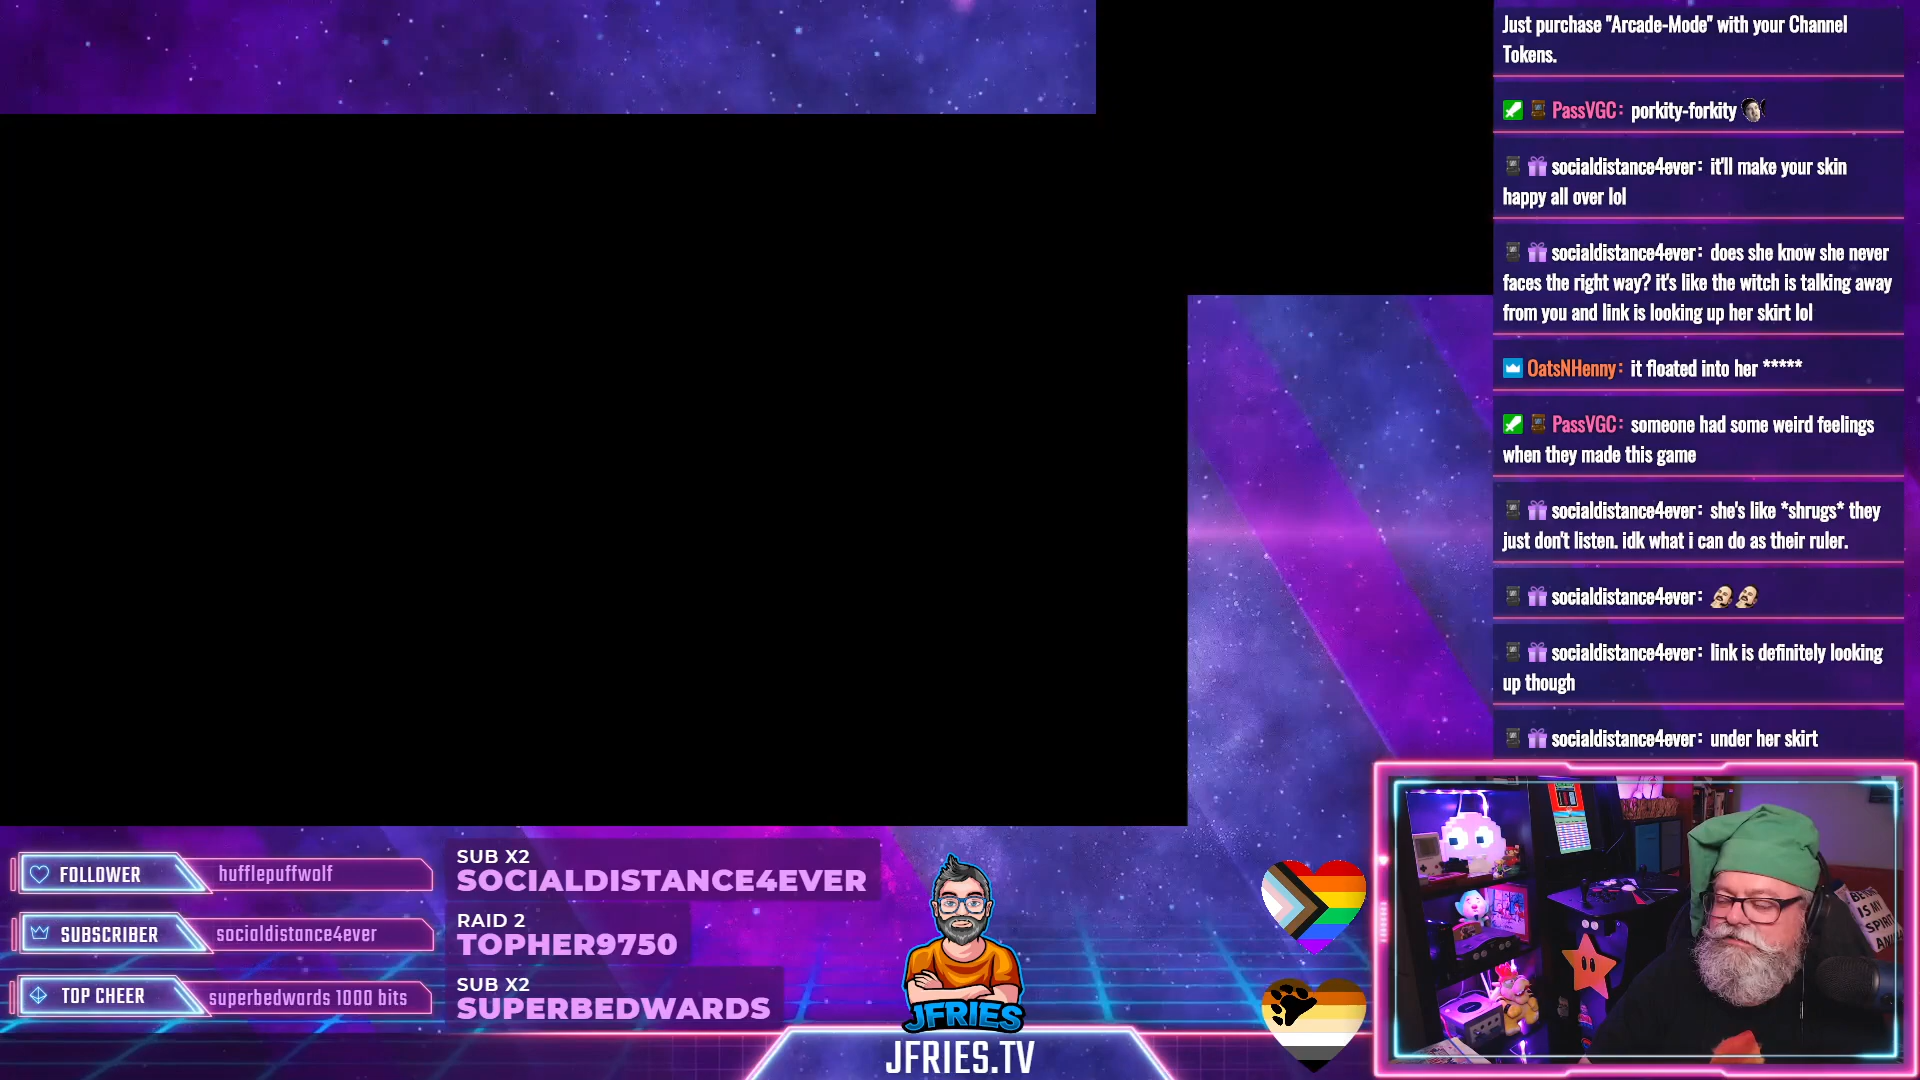 Just purchase "Arcade-Mode" with your Channel
Tokens.
PassVGC: porkity-forkity
socialdistance4ever: it'll make your skin
happy all over lol
socialdistance4ever: does she know she never
faces the right way? it's like the witch is talking away
from you and link is looking up her skirt lol
OatsNHenny: it floated into her *****
PassVGC: someone had some weird feelings
when they made this game
socialdistance4ever: she's like *shrugs* they
just don't listen. idk what i can do as their ruler.
socialdistance4ever:
socialdistance4ever: link is definitely looking
up though
socialdistance4ever: under her skirt
FOLLOWER hufflepuffwolf
SUBSCRIBER socialdistance4ever
TOP CHEER superbedwards 1000 bits
SUB X2
SOCIALDISTANCE4EVER
RAID 2
TOPHER9750
SUB X2
SUPERBEDWARDS
JFRIES
JFRIES.TV
IS MY
SPIRIT